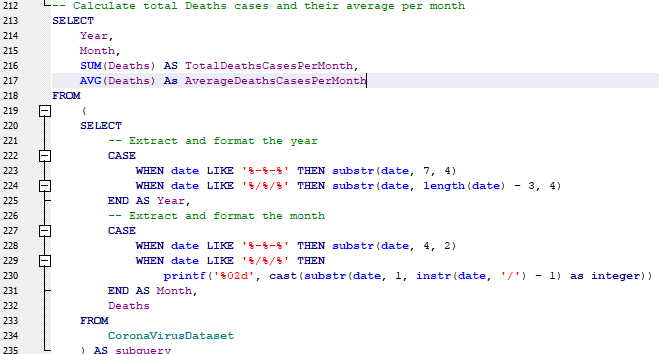 212 -- Calculate total Deaths cases and their average per month
213 SELECT
214 Year,
215 Month,
216 SUM(Deaths) AS TotalDeathsCasesPerMonth,
217 AVG(Deaths) As AverageDeathsCasesPerMonth
218 FROM
219 (
220 SELECT
221 -- Extract and format the year
222 CASE
223 WHEN date LIKE '%-%-%' THEN substr(date, 7, 4)
224 WHEN date LIKE '%/%/%' THEN substr(date, length(date) - 3, 4)
225 END AS Year,
226 -- Extract and format the month
227 CASE
228 WHEN date LIKE '%-%-%' THEN substr(date, 4, 2)
229 WHEN date LIKE '%/%/%' THEN
230 printf('%02d', cast(substr(date, 1, instr(date, '/') - 1) as integer))
231 END AS Month,
232 Deaths
233 FROM
234 CoronaVirusDataset
235 ) AS subquery